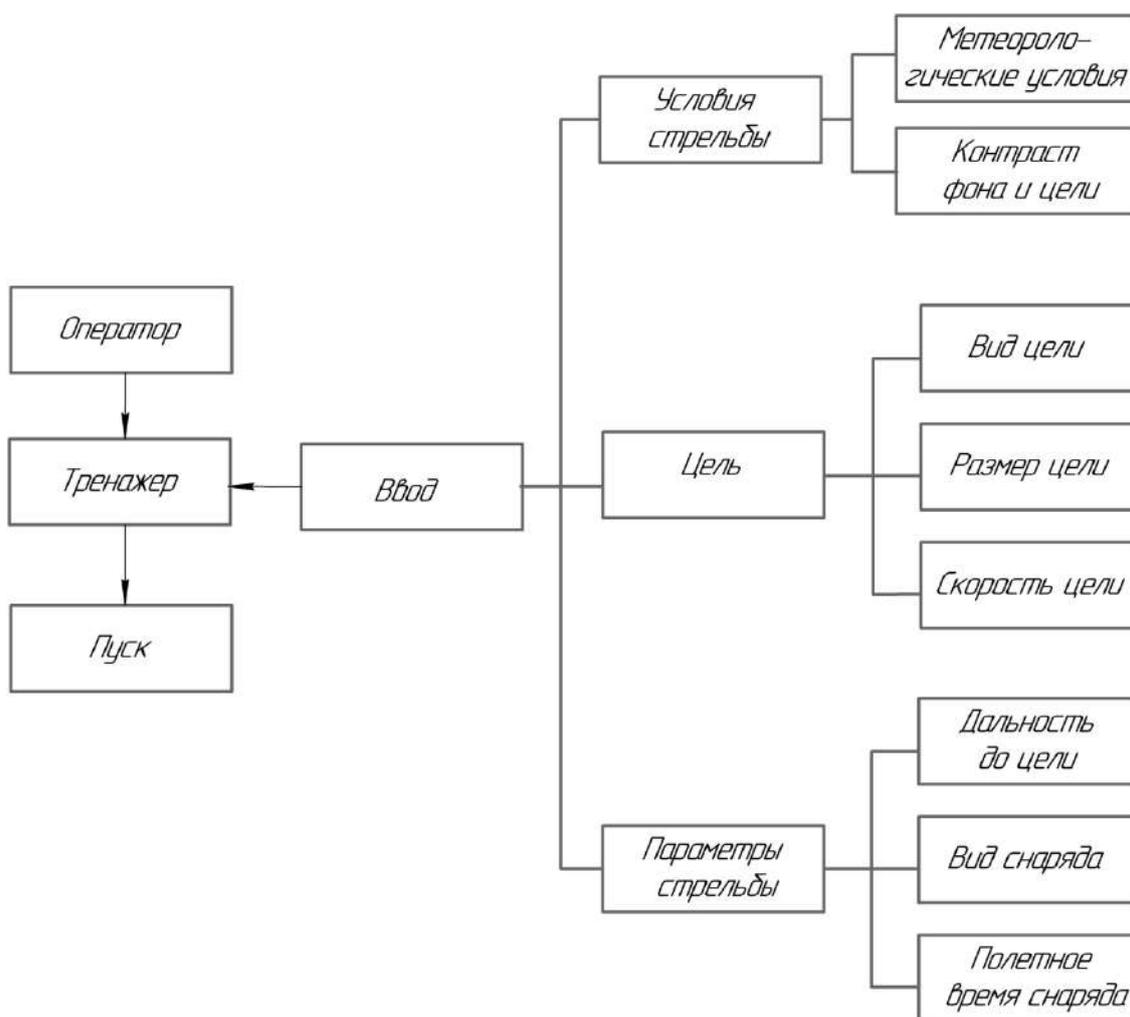 Метеороло-
гические условия
Условия
стрельбы
Контраст
фона и цели
Оператор
Вид цели
Тренажер
Ввод
Цель
Размер цели
Скорость цели
Пуск
Дальность
до цели
Параметры
стрельбы
Вид снаряда
Полетное
время снаряда